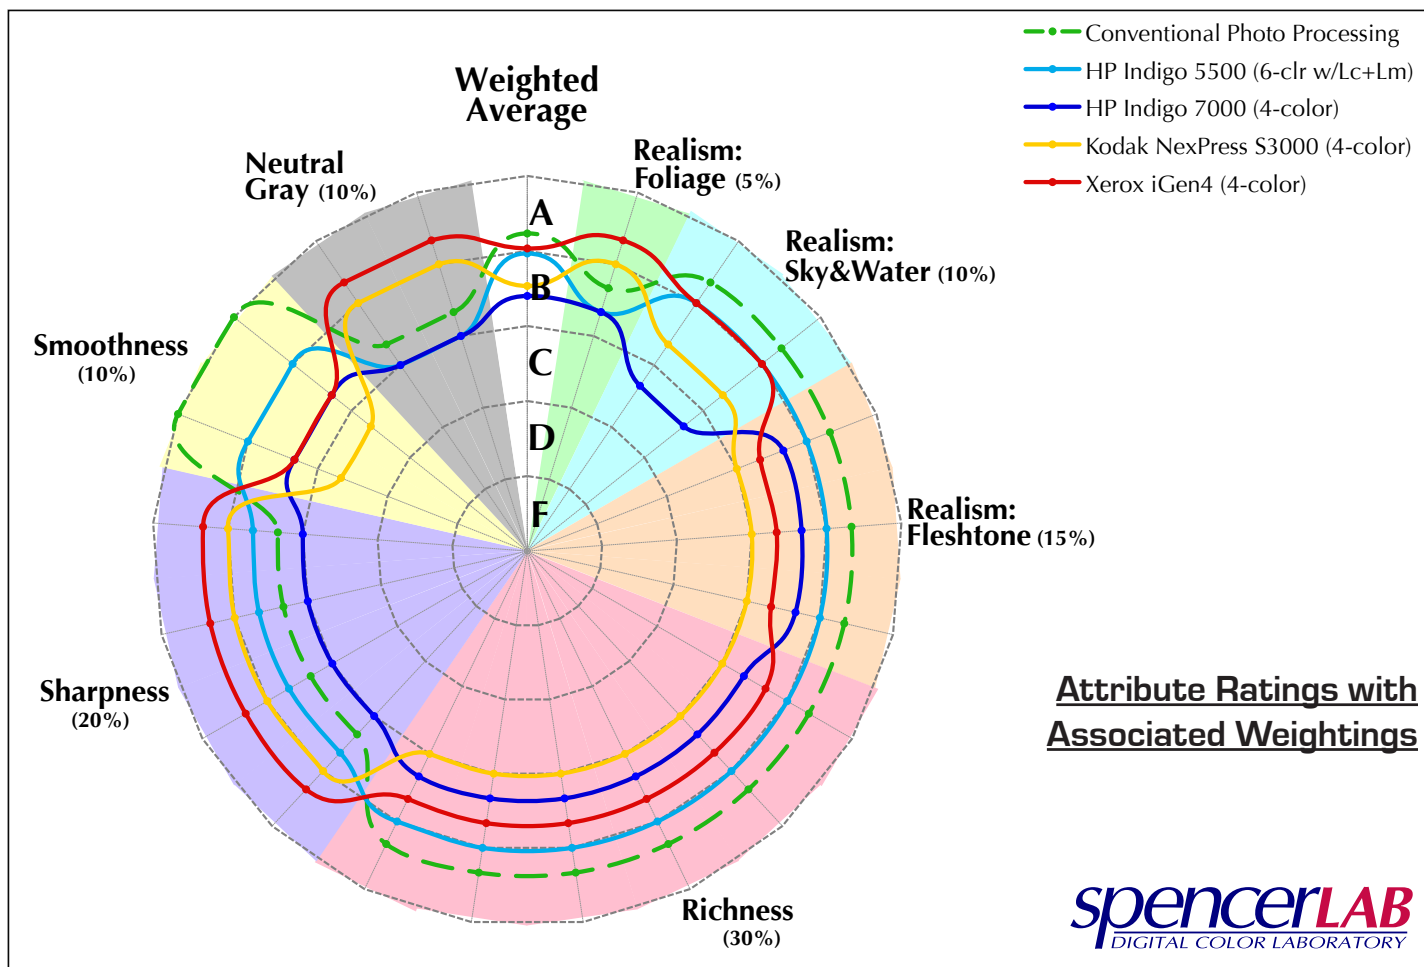 Conventional Photo Processing
HP Indigo 5500 (6-clr w/Lc+Lm)
HP Indigo 7000 (4-color)
Kodak NexPress S3000 (4-color)
Xerox iGen4 (4-color)
Weighted
Average
Realism:
Foliage (5%)
Neutral
Gray (10%)
Realism:
Sky&Water (10%)
A
B
C
D
F
Smoothness
(10%)
Realism:
Fleshtone (15%)
Sharpness
(20%)
Attribute Ratings with
Associated Weightings
Richness
(30%)
spencerLAB
DIGITAL COLOR LABORATORY